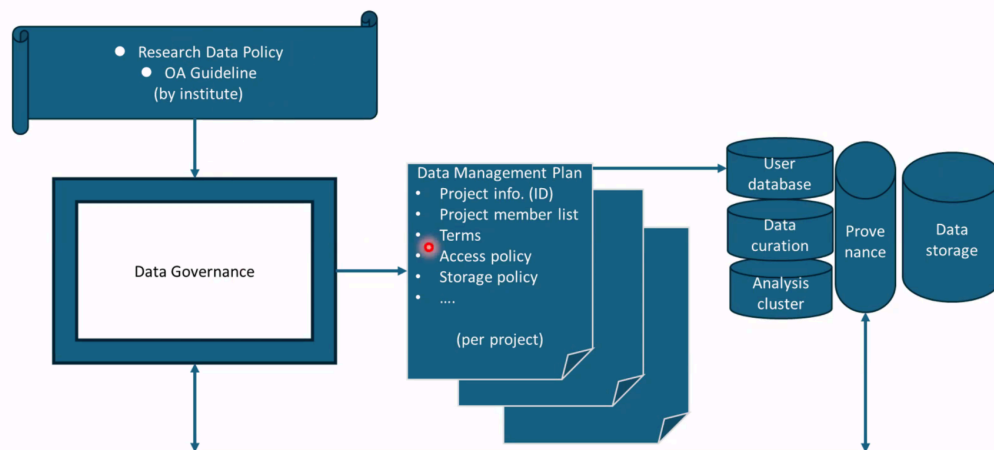 ● Research Data Policy
● OA Guideline
(by institute)
Data Governance
Data Management Plan
• Project info. (ID)
• Project member list
• Terms
• Access policy
• Storage policy
• ....
(per project)
User
database
Data
curation
Analysis
cluster
Prove
nance
Data
storage